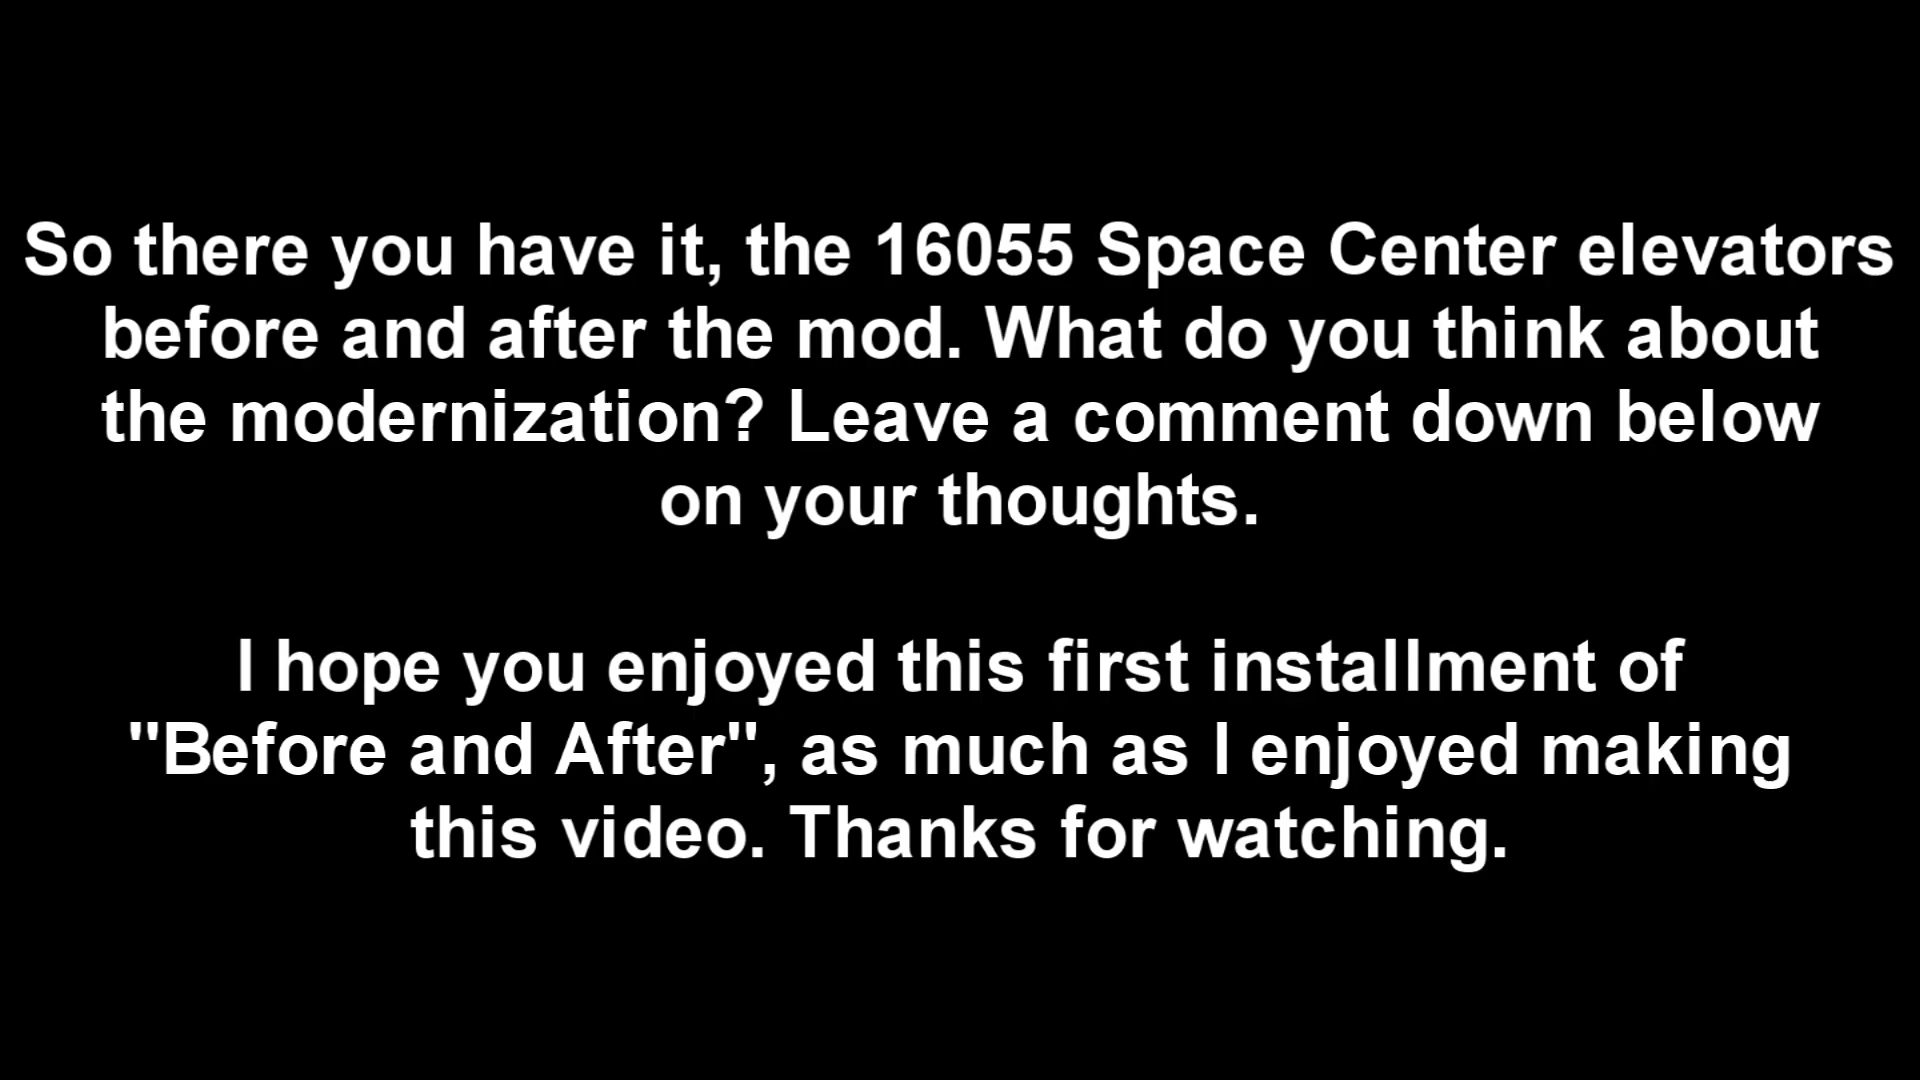 So there you have it, the 16055 Space Center elevators
before and after the mod. What do you think about
the modernization? Leave a comment down below
on your thoughts.
I hope you enjoyed this first installment of
"Before and After", as much as I enjoyed making
this video. Thanks for watching.